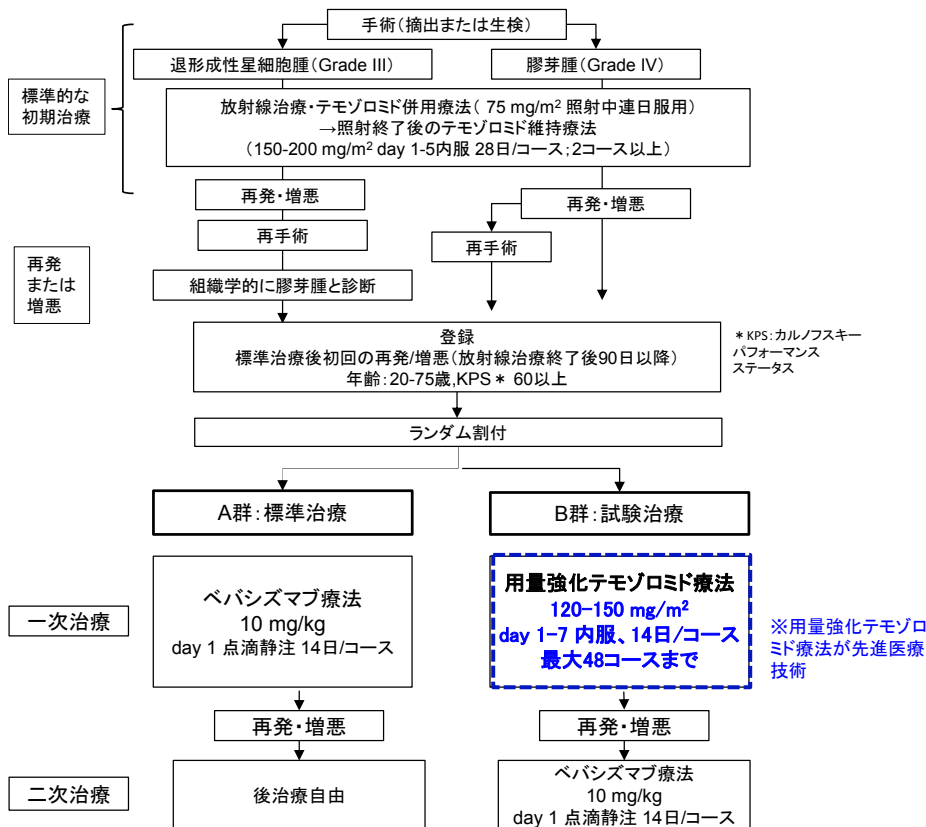 手術(摘出または生検)
退形成性星細胞腫(Grade III)
膠芽腫(Grade IV)
標準的な
初期治療
放射線治療・テモゾロミド併用療法( 75 mg/m² 照射中連日服用)
→照射終了後のテモゾロミド維持療法
(150-200 mg/m² day 1-5内服 28日/コース;2コース以上)
再発・増悪
再発・増悪
再手術
再手術
再発
または
増悪
組織学的に膠芽腫と診断
登録
標準治療後初回の再発/増悪(放射線治療終了後90日以降)
年齢:20-75歳,KPS* 60以上
*KPS:カルノフスキー
パフォーマンス
ステータス
ランダム割付
A群:標準治療
B群:試験治療
一次治療
ベバシズマブ療法
10 mg/kg
day 1 点滴静注 14日/コース
用量強化テモゾロミド療法
120-150 mg/m²
day 1-7 内服、14日/コース
最大48コースまで
※用量強化テモゾロ
ミド療法が先進医療
技術
再発・増悪
再発・増悪
二次治療
後治療自由
ベバシズマブ療法
10 mg/kg
day 1 点滴静注 14日/コース